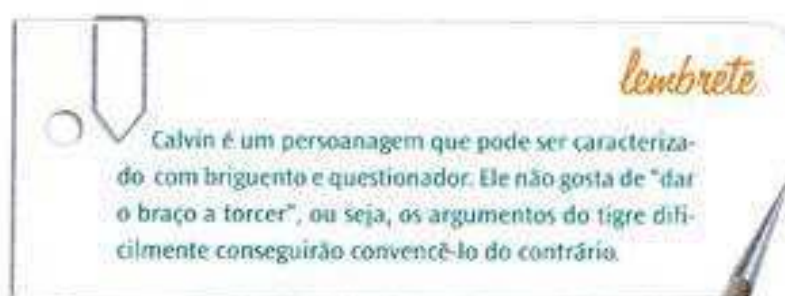 lembrete
Calvin é um persoanagem que pode ser caracteriza-
do com briguento e questionador. Ele não gosta de "dar
o braço a torcer", ou seja, os argumentos do tigre difi-
cilmente conseguirão convencê-lo do contrário.